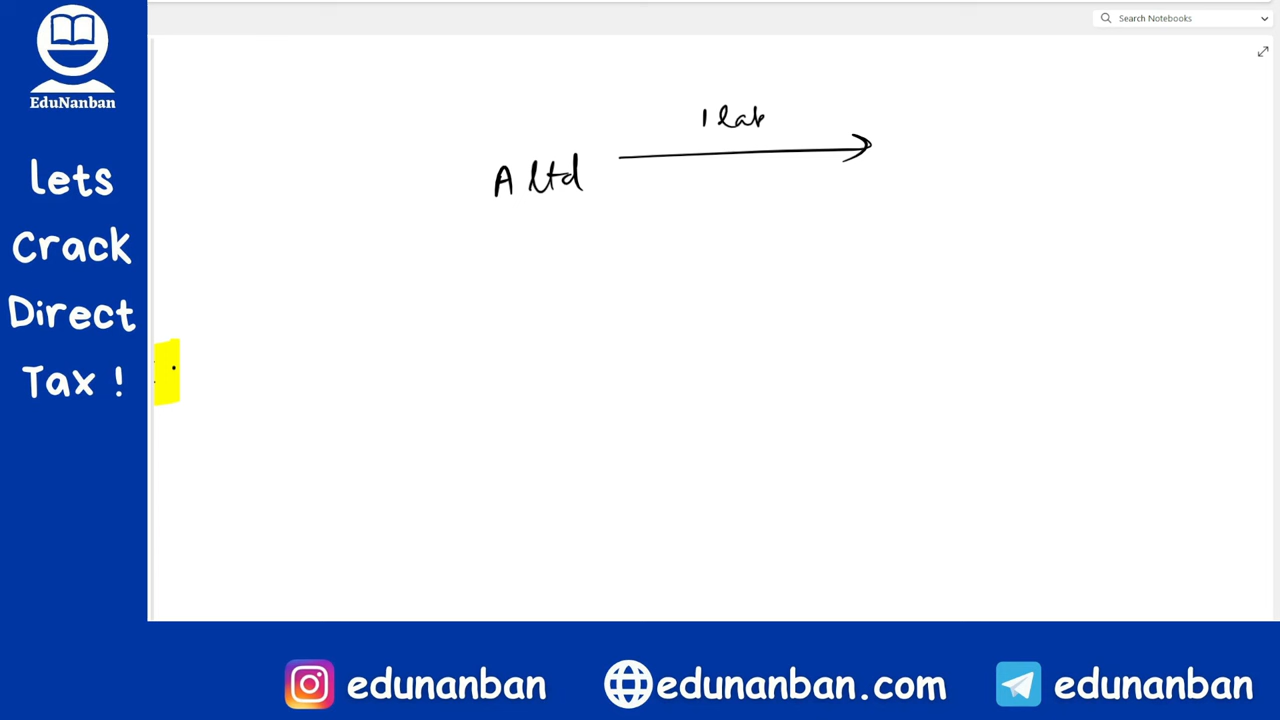 Search Notebooks
EduNanban
lets
Crack
Direct
Tax !
1 lak
A ltd
edunanban
edunanban.com
edunanban